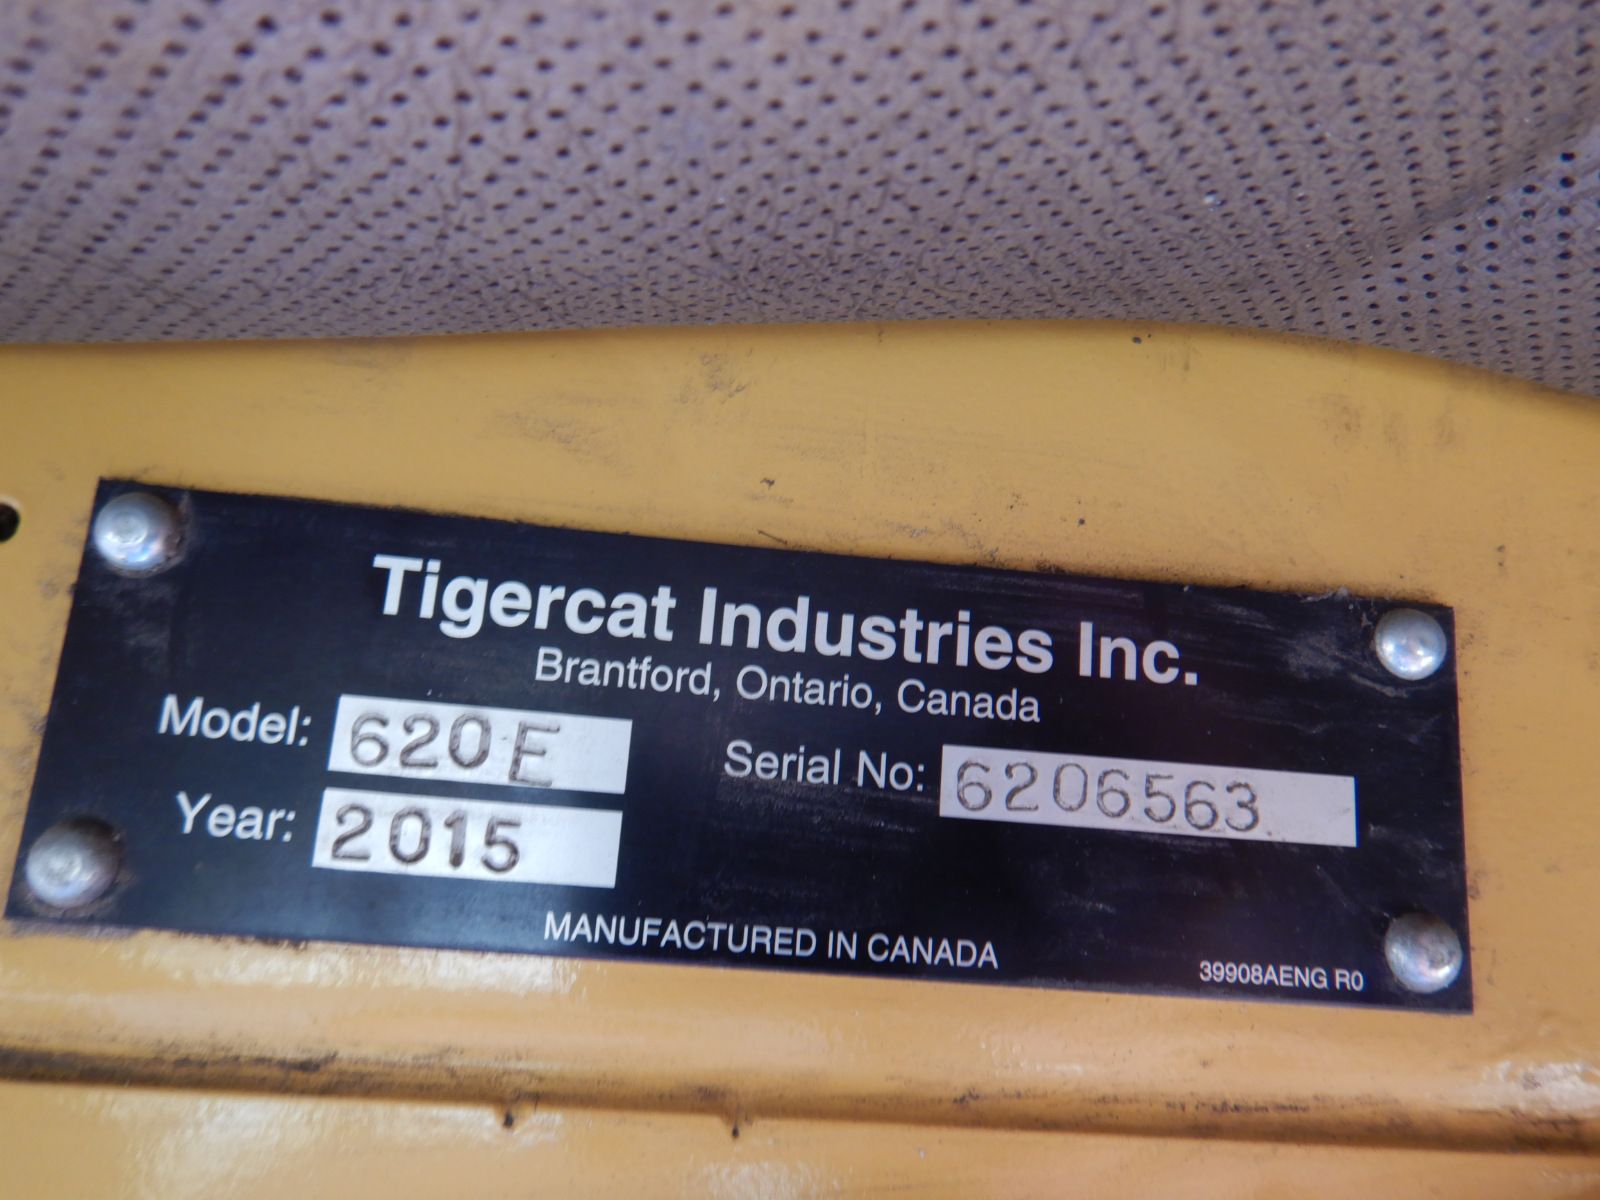 Tigercat Industries Inc.
Brantford, Ontario, Canada
Model: 620E
Serial No: 6206563
Year: 2015
MANUFACTURED IN CANADA
39908AENG R0